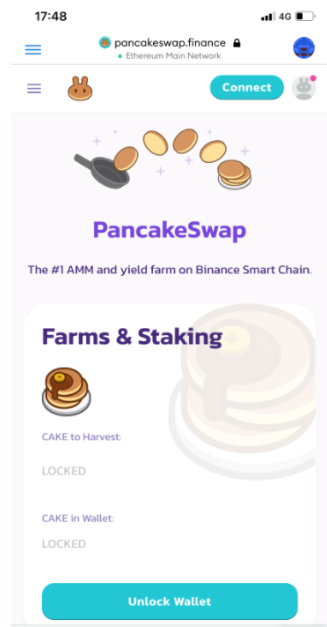 17:48
4G
pancakeswap.finance
Ethereum Main Network
Connect
PancakeSwap
The #1 AMM and yield farm on Binance Smart Chain.
Farms & Staking
CAKE to Harvest:
LOCKED
CAKE in Wallet:
LOCKED
Unlock Wallet